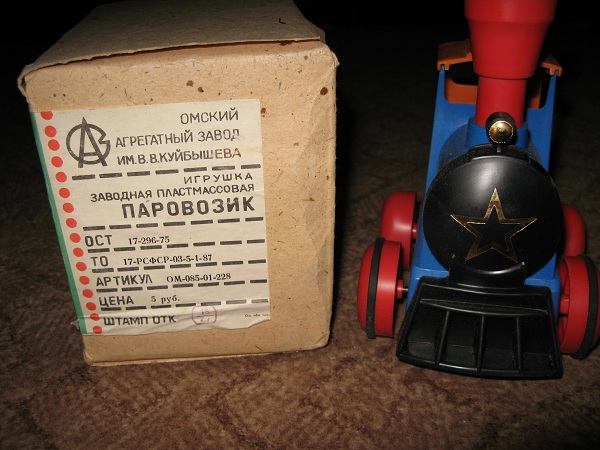 ОМСКИЙ
АГРЕГАТНЫЙ ЗАВОД
ИМ.В.В.КУЙБЫШЕВА
ИГРУШКА
ЗАВОДНАЯ ПЛАСТМАССОВАЯ
ПАРОВОЗИК
ОСТ 17-296-75
ТО 17-РСФСР-03-5-1-87
АРТИКУЛ ОМ-085-01-228
ЦЕНА 5 руб.
ШТАМП ОТК